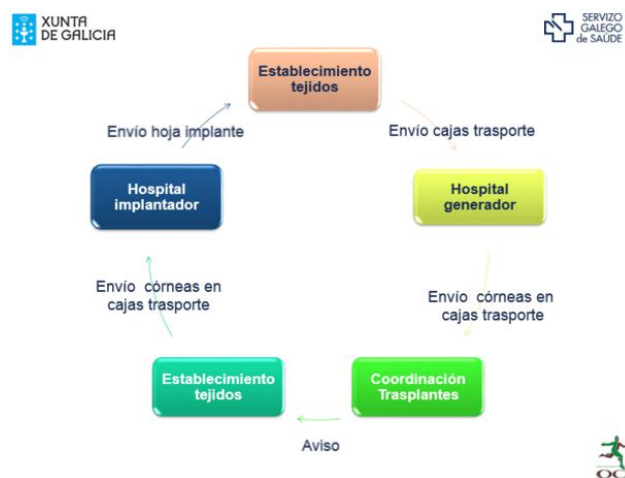 XUNTA
DE GALICIA
SERVIZO
GALEGO
de SAÚDE
Establecimiento
tejidos
Envío hoja implante
Envío cajas trasporte
Hospital
implantador
Hospital
generador
Envío córneas en
cajas trasporte
Envío córneas en
cajas trasporte
Establecimiento
tejidos
Coordinación
Trasplantes
Aviso